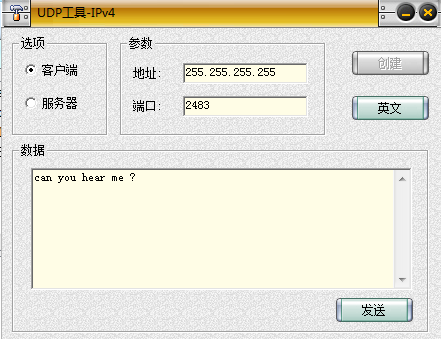 UDP工具-IPv4
选项
客户端
服务器
参数
地址: 255.255.255.255
端口: 2483
创建
英文
数据
can you hear me ?
发送